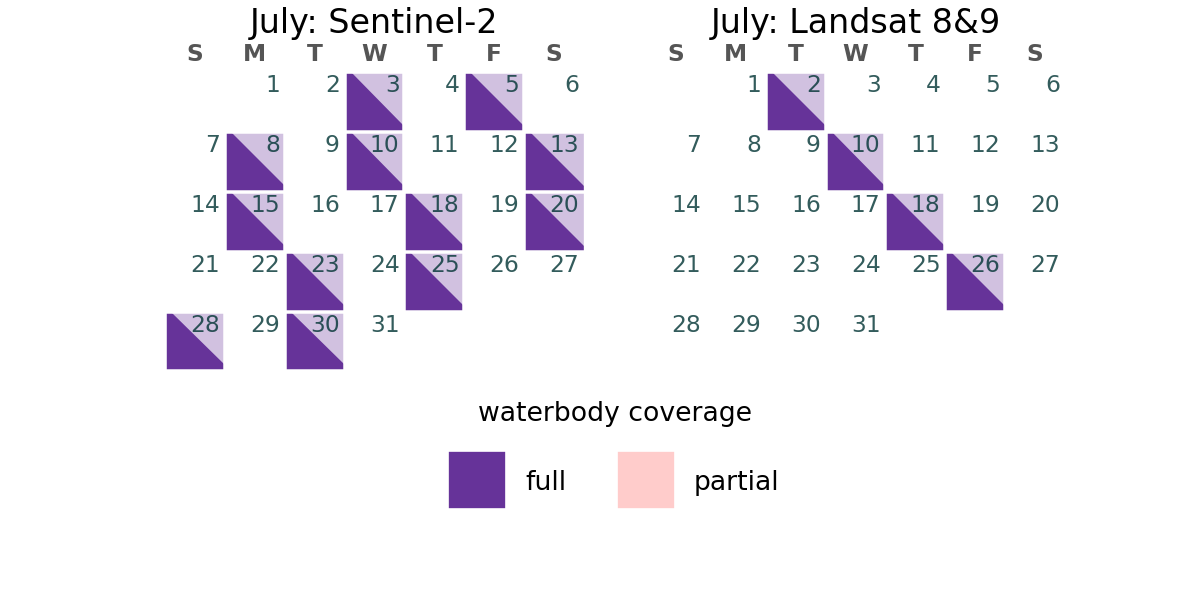 July: Sentinel-2
S M T W T F S
1 2 3 4 5 6
7 8 9 10 11 12 13
14 15 16 17 18 19 20
21 22 23 24 25 26 27
28 29 30 31
July: Landsat 8&9
S M T W T F S
1 2 3 4 5 6
7 8 9 10 11 12 13
14 15 16 17 18 19 20
21 22 23 24 25 26 27
28 29 30 31
waterbody coverage
full partial